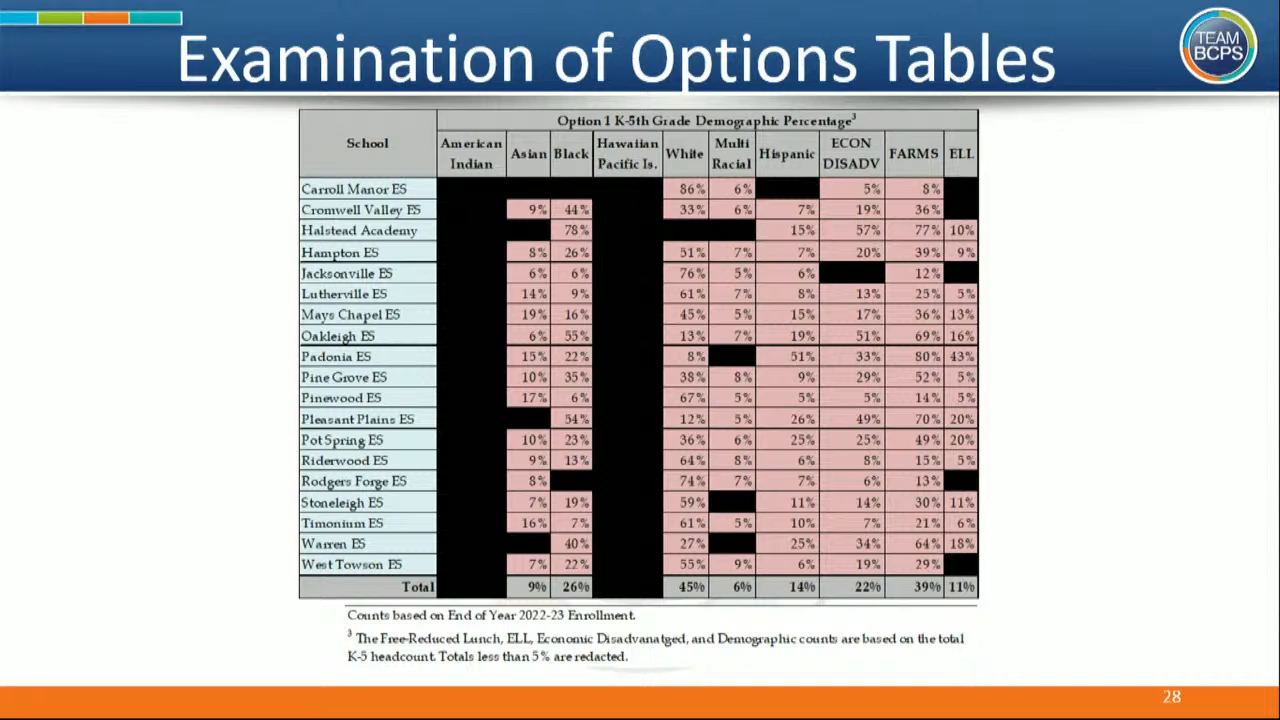 Examination of Options Tables
TEAM
BCPS
School
Option 1 K-5th Grade Demographic Percentage3
American Indian Asian Black Hawaiian Pacific Is. White Multi Racial Hispanic ECON DISADV FARMS ELL
Carroll Manor ES 86% 6% 5% 8%
Cromwell Valley ES 9% 44% 33% 6% 7% 19% 36%
Halstead Academy 78% 15% 57% 77% 10%
Hampton ES 8% 26% 51% 7% 7% 20% 39% 9%
Jacksonville ES 6% 6% 76% 5% 6% 12%
Lutherville ES 14% 9% 61% 7% 8% 13% 25% 5%
Mays Chapel ES 19% 16% 45% 5% 15% 17% 36% 13%
Oakleigh ES 6% 55% 13% 7% 19% 51% 69% 16%
Padonia ES 15% 22% 8% 51% 33% 80% 43%
Pine Grove ES 10% 35% 38% 8% 9% 29% 52% 5%
Pinewood ES 17% 6% 67% 5% 5% 5% 14% 5%
Pleasant Plains ES 54% 12% 5% 26% 49% 70% 20%
Pot Spring ES 10% 23% 36% 6% 25% 25% 49% 20%
Riderwood ES 9% 13% 64% 8% 6% 8% 15% 5%
Rodgers Forge ES 8% 74% 7% 7% 6% 13%
Stoneleigh ES 7% 19% 59% 11% 14% 30% 11%
Timonium ES 16% 7% 61% 5% 10% 7% 21% 6%
Warren ES 40% 27% 25% 34% 64% 18%
West Towson ES 7% 22% 55% 9% 6% 19% 29%
Total 9% 26% 45% 6% 14% 22% 39% 11%
Counts based on End of Year 2022-23 Enrollment.
3 The Free-Reduced Lunch, ELL, Economic Disadvanatged, and Demographic counts are based on the total
K-5 headcount. Totals less than 5% are redacted.
28